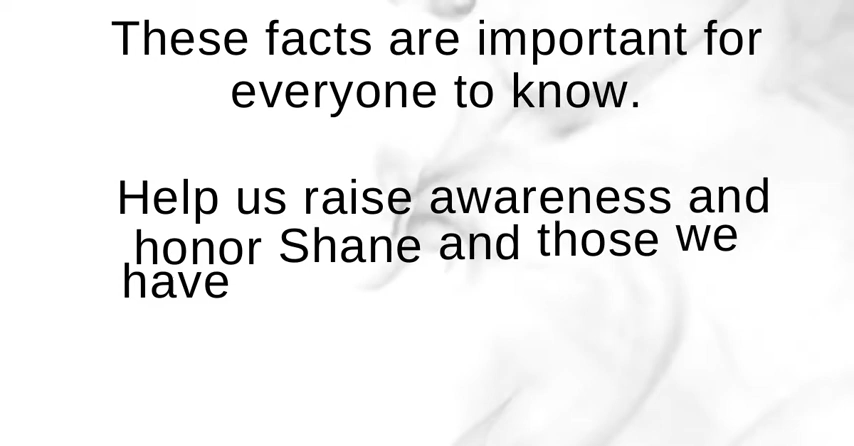 These facts are important for
everyone to know.
Help us raise awareness and
honor Shane and those we
have